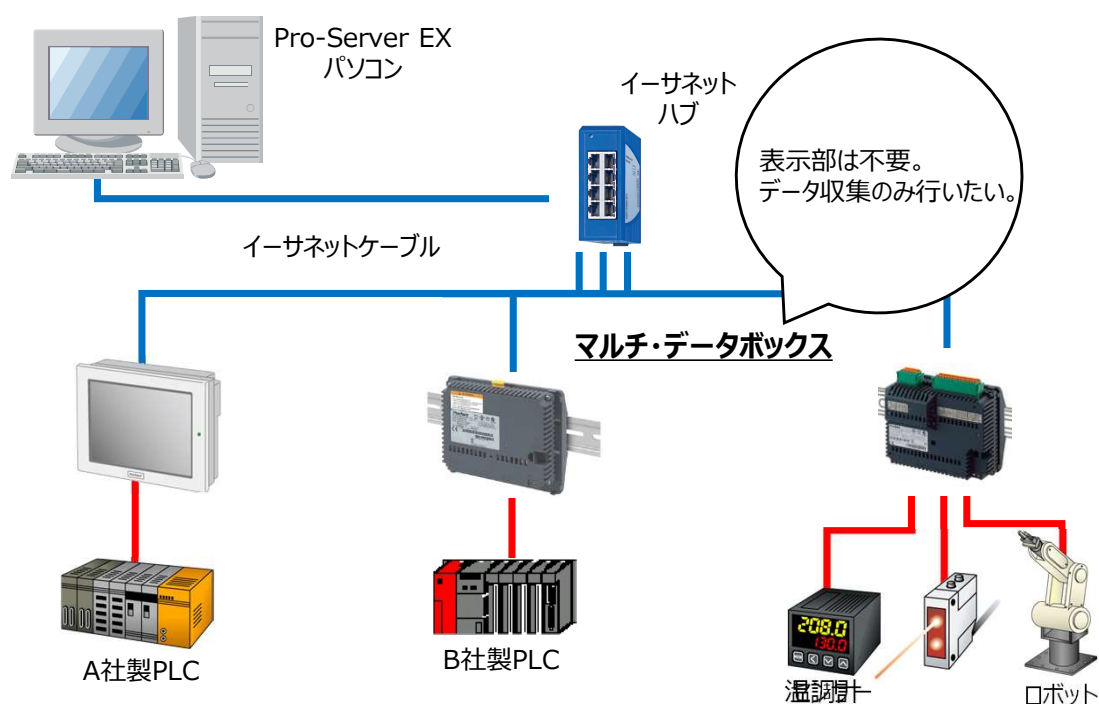 Pro-Server EX
パソコン
イーサネット
ハブ
表示部は不要。
データ収集のみ行いたい。
イーサネットケーブル
マルチ・データボックス
208.0
130.0
A社製PLC
B社製PLC
温調計
ロボット